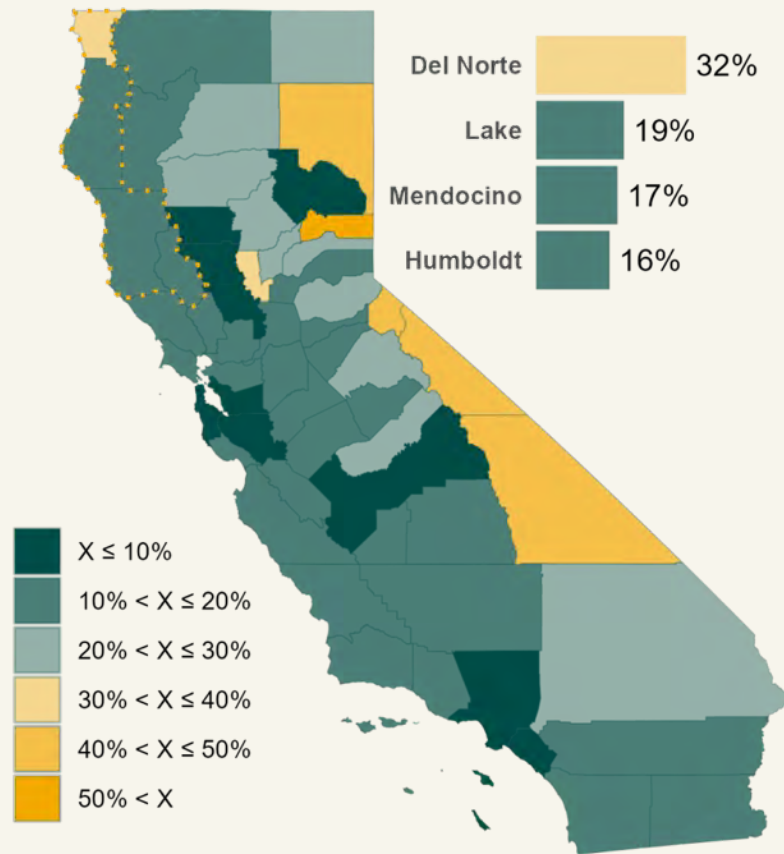 Del Norte 32%
Lake 19%
Mendocino 17%
Humboldt 16%
X ≤ 10%
10% < X ≤ 20%
20% < X ≤ 30%
30% < X ≤ 40%
40% < X ≤ 50%
50% < X